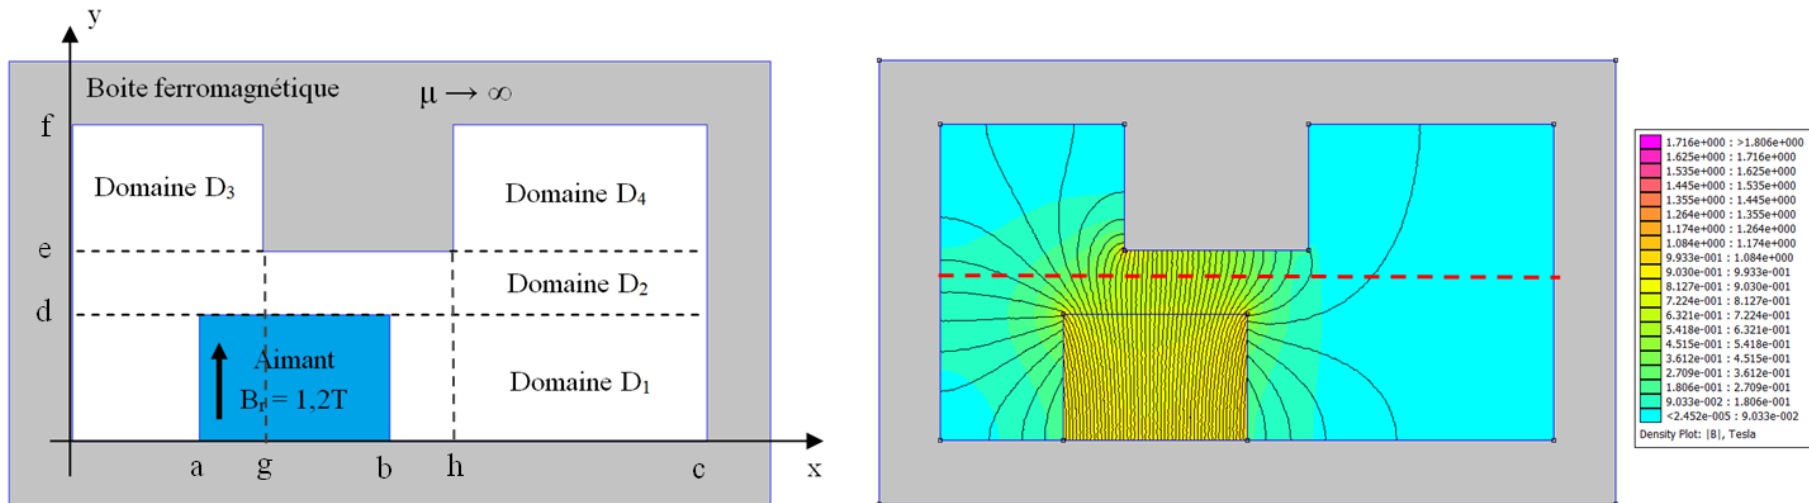 y
Boite ferromagnétique
μ → ∞
f
Domaine D₃
Domaine D₄
e
Domaine D₂
d
Aimant
Bᵣ = 1,2T
Domaine D₁
a
g
b
h
c
x
1.716e+000 : >1.806e+000
1.625e+000 : 1.716e+000
1.535e+000 : 1.625e+000
1.445e+000 : 1.535e+000
1.355e+000 : 1.445e+000
1.264e+000 : 1.355e+000
1.174e+000 : 1.264e+000
1.084e+000 : 1.174e+000
9.933e-001 : 1.084e+000
9.030e-001 : 9.933e-001
8.127e-001 : 9.030e-001
7.224e-001 : 8.127e-001
6.321e-001 : 7.224e-001
5.418e-001 : 6.321e-001
4.515e-001 : 5.418e-001
3.612e-001 : 4.515e-001
2.709e-001 : 3.612e-001
1.806e-001 : 2.709e-001
9.033e-002 : 1.806e-001
<2.452e-005 : 9.033e-002
Density Plot: |B|, Tesla